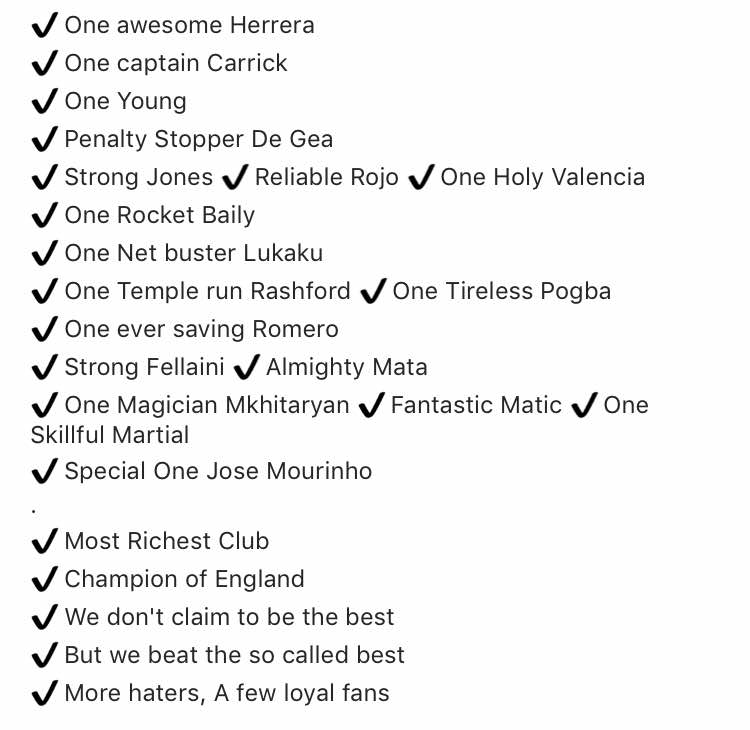 ✔One awesome Herrera
✔One captain Carrick
✔One Young
✔Penalty Stopper De Gea
✔Strong Jones ✔Reliable Rojo ✔One Holy Valencia
✔One Rocket Baily
✔One Net buster Lukaku
✔One Temple run Rashford ✔One Tireless Pogba
✔One ever saving Romero
✔Strong Fellaini ✔Almighty Mata
✔One Magician Mkhitaryan ✔Fantastic Matic ✔One
Skillful Martial
✔Special One Jose Mourinho
.
✔Most Richest Club
✔Champion of England
✔We don't claim to be the best
✔But we beat the so called best
✔More haters, A few loyal fans